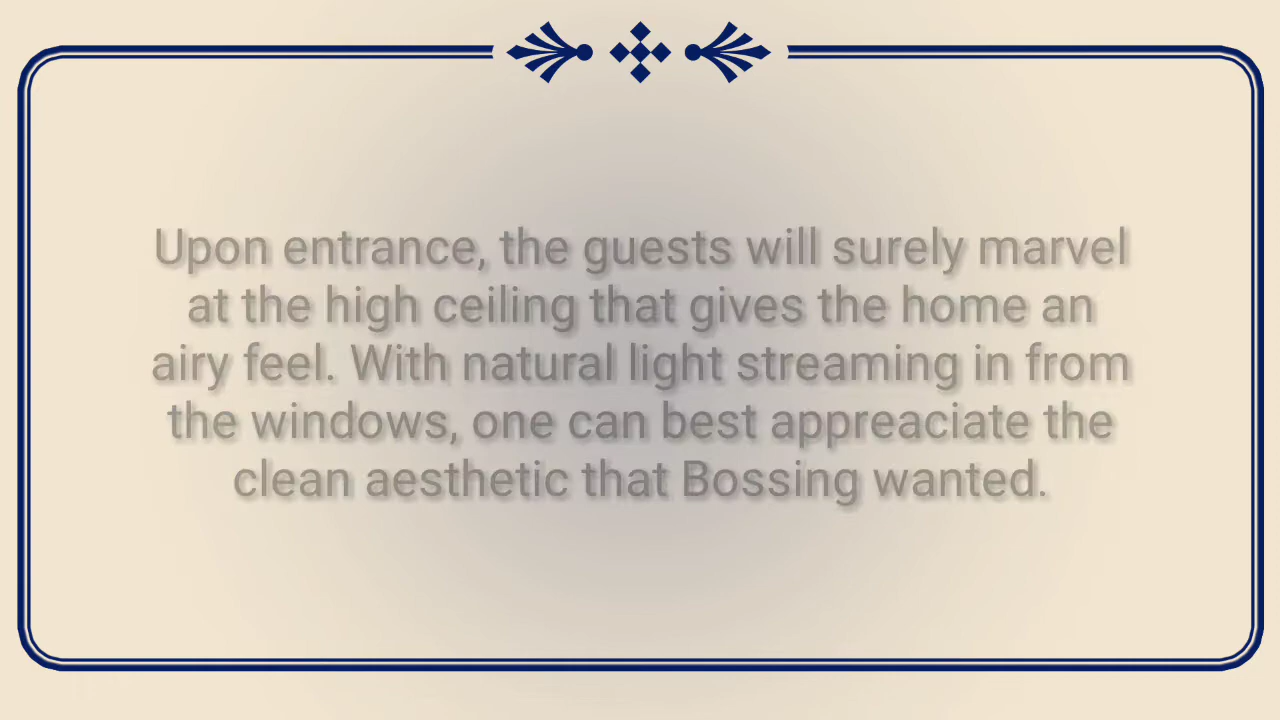 Upon entrance, the guests will surely marvel
at the high ceiling that gives the home an
airy feel. With natural light streaming in from
the windows, one can best appreaciate the
clean aesthetic that Bossing wanted.